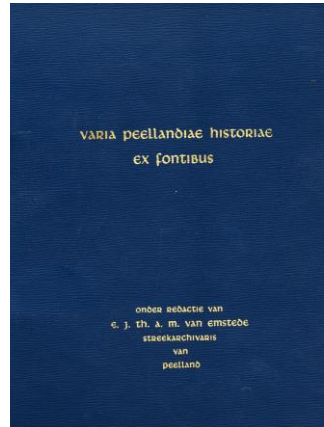 varia peellandiae historiae
ex fontibus
onder redactie van
e. j. th. a. m. van emstede
streekarchivaris
van
peelland